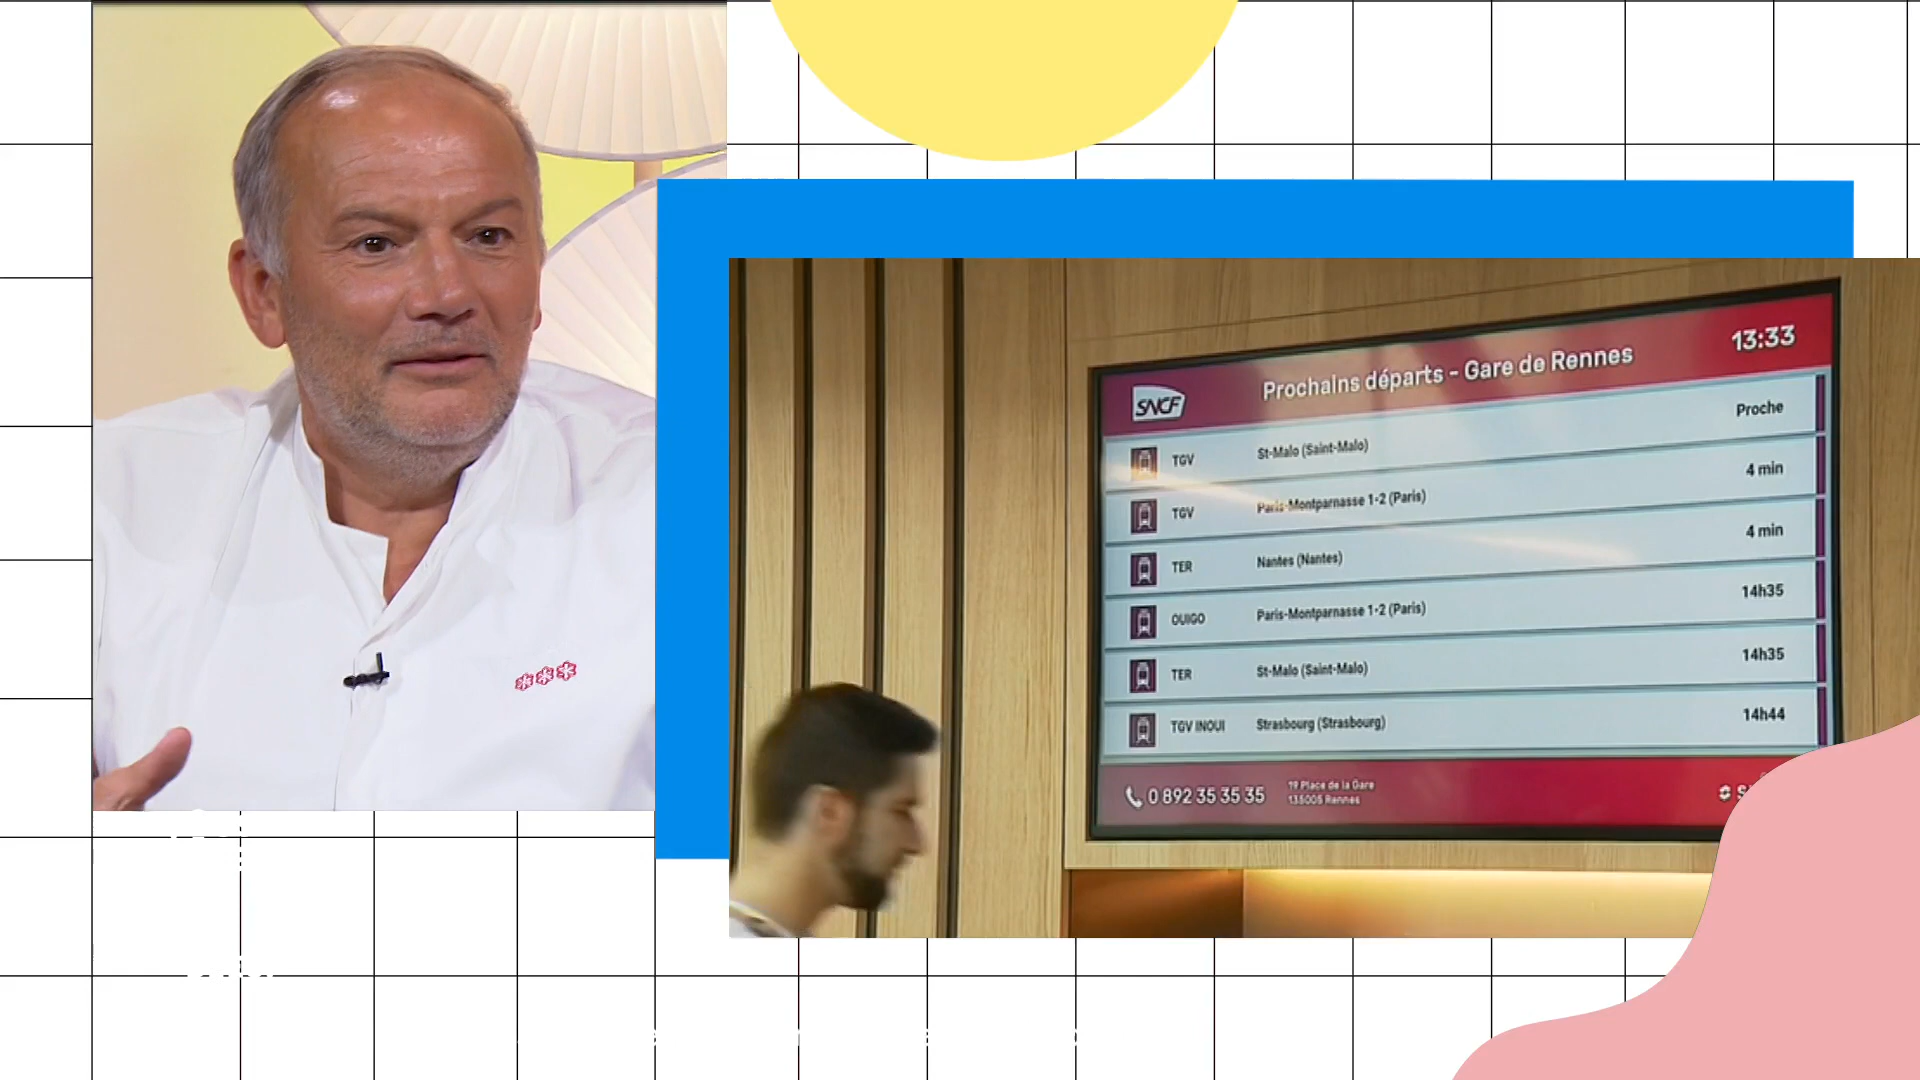 13:33
SNCF
Prochains départs - Gare de Rennes
Proche
TGV St-Malo (Saint-Malo)
4 min
TGV Paris-Montparnasse 1-2 (Paris)
4 min
TER Nantes (Nantes)
14h35
OUIGO Paris-Montparnasse 1-2 (Paris)
14h35
TER St-Malo (Saint-Malo)
14h44
TGV INOUI Strasbourg (Strasbourg)
0 892 35 35 35
19 Place de la Gare
135005 Rennes